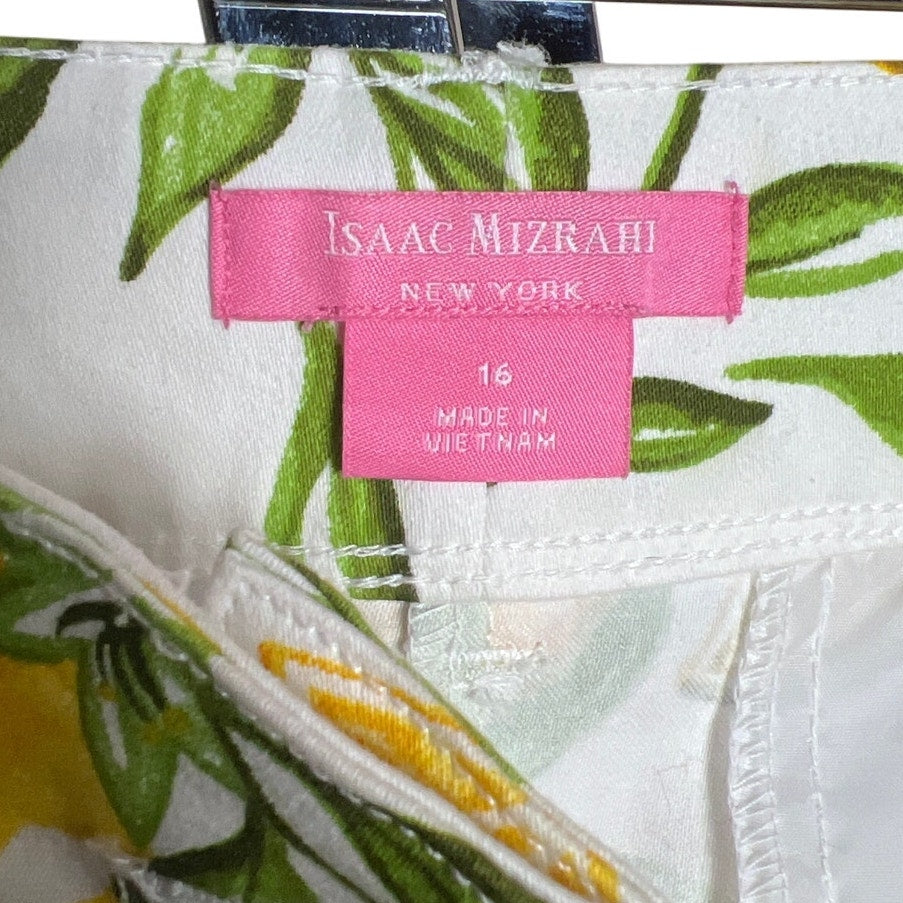 ISAAC MIZRAHI
NEW YORK
16
MADE IN
VIETNAM